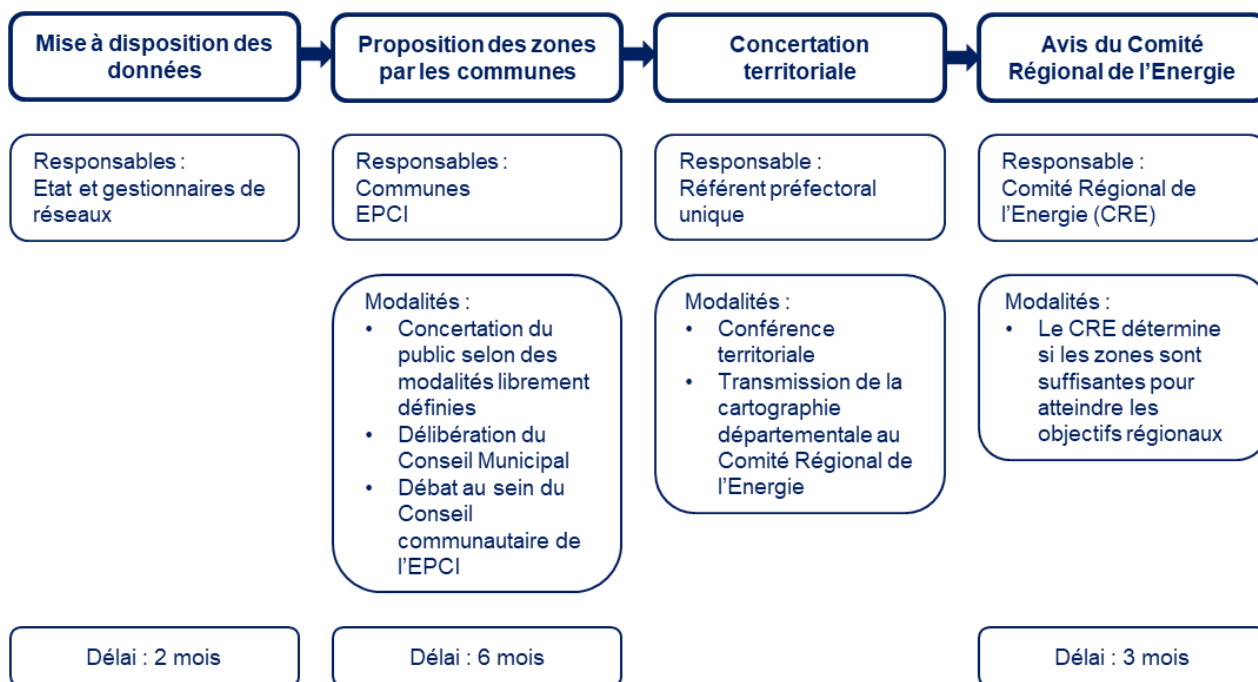 Mise à disposition des
données
Proposition des zones
par les communes
Concertation
territoriale
Avis du Comité
Régional de l'Energie
Responsables :
Etat et gestionnaires de
réseaux
Responsables :
Communes
EPCI
Responsable :
Référent préfectoral
unique
Responsable :
Comité Régional de
l'Energie (CRE)
Modalités :
• Concertation du
public selon des
modalités librement
définies
• Délibération du
Conseil Municipal
• Débat au sein du
Conseil
communautaire de
l'EPCI
Modalités :
• Conférence
territoriale
• Transmission de la
cartographie
départementale au
Comité Régional de
l'Energie
Modalités :
• Le CRE détermine
si les zones sont
suffisantes pour
atteindre les
objectifs régionaux
Délai : 2 mois
Délai : 6 mois
Délai : 3 mois